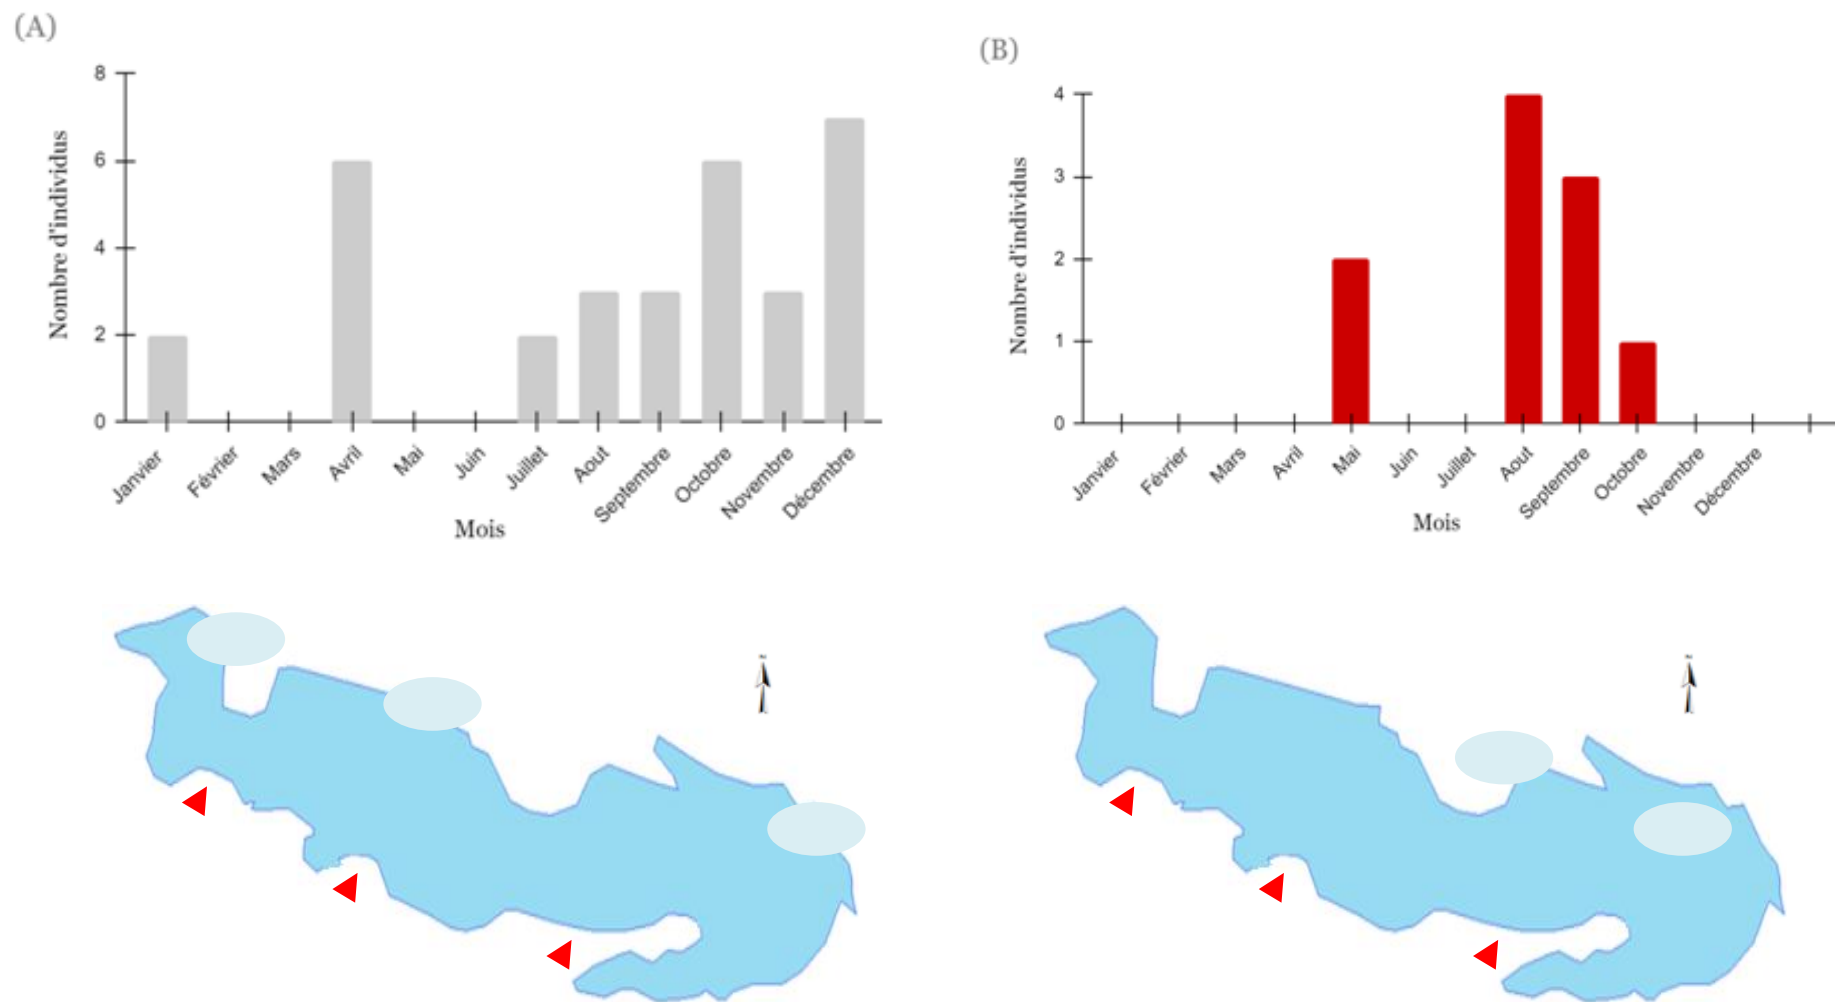 (A)
8
6
4
2
0
Nombre d'individus
Janvier
Février
Mars
Avril
Mai
Juin
Juillet
Aout
Septembre
Octobre
Novembre
Décembre
Mois
(B)
4
3
2
1
0
Nombre d'individus
Janvier
Février
Mars
Avril
Mai
Juin
Juillet
Aout
Septembre
Octobre
Novembre
Décembre
Mois